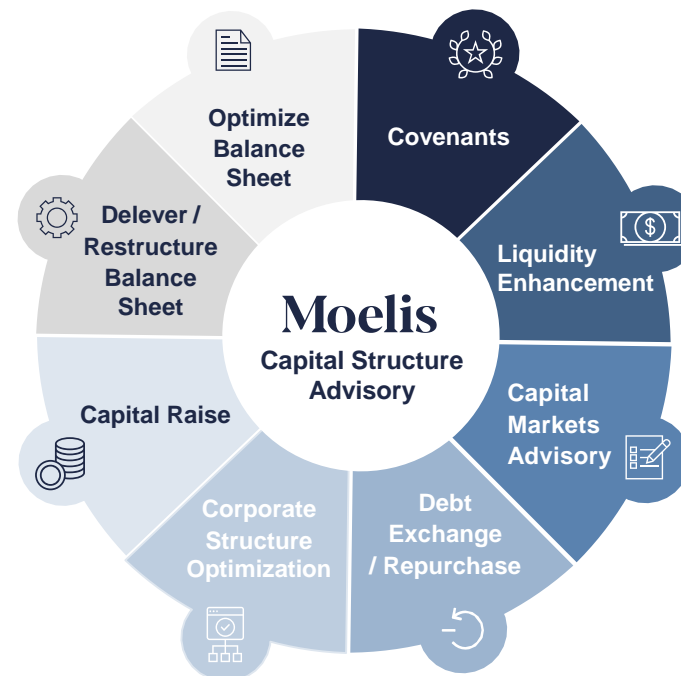 Optimize
Balance
Sheet
Covenants
Delever /
Restructure
Balance
Sheet
$
Liquidity
Enhancement
Moelis
Capital Structure
Advisory
Capital Raise
Capital
Markets
Advisory
Corporate
Structure
Optimization
Debt
Exchange
/ Repurchase